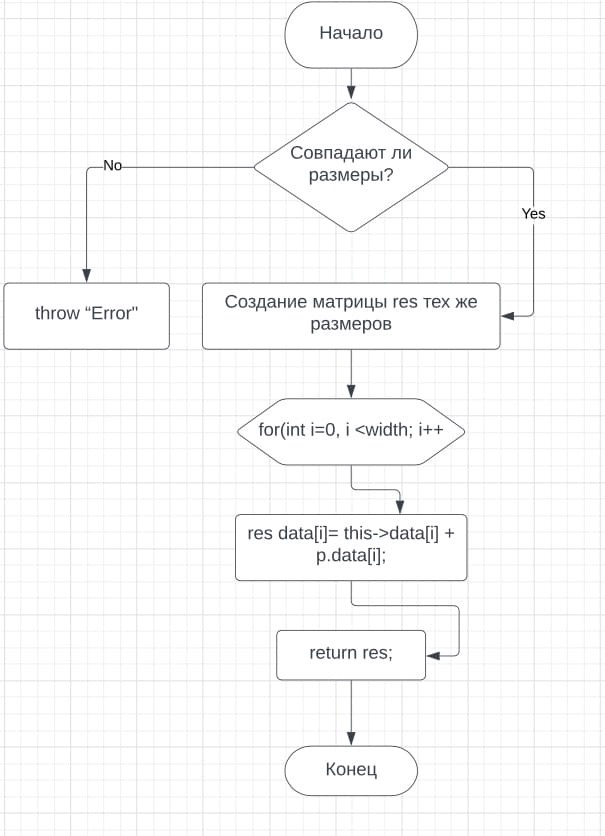 Начало
Совпадают ли
размеры?
No
Yes
throw “Error"
Создание матрицы res тех же
размеров
for(int i=0, i <width; i++
res data[i]= this->data[i] +
p.data[i];
return res;
Конец